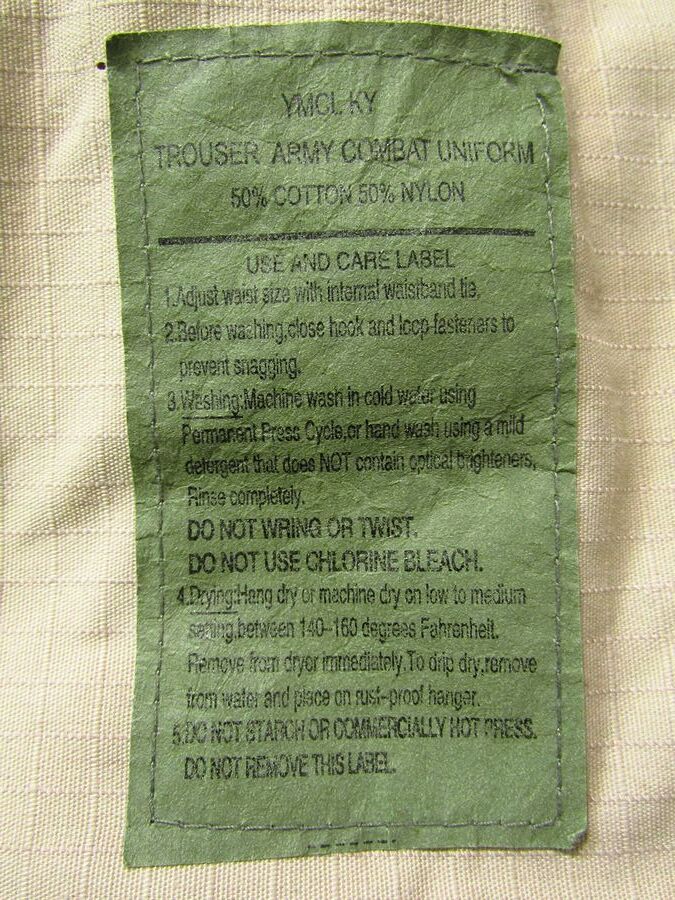 YMCL KY
TROUSER ARMY COMBAT UNIFORM
50% COTTON 50% NYLON
USE AND CARE LABEL
1.Adjust waist size with internal waistband tie.
2.Before washing,close hook and loop fasteners to
prevent snagging.
3.Washing:Machine wash in cold water using
Permanent Press Cycle,or hand wash using a mild
detergent that does NOT contain optical brighteners,
Rinse completely.
DO NOT WRING OR TWIST.
DO NOT USE CHLORINE BLEACH.
4.Drying:Hang dry or machine dry on low to medium
setting,between 140-160 degrees Fahrenheit.
Remove from dryer immediately.To drip dry,remove
from water and place on rust-proof hanger.
5.DO NOT STARCH OR COMMERCIALLY HOT PRESS.
DO NOT REMOVE THIS LABEL.